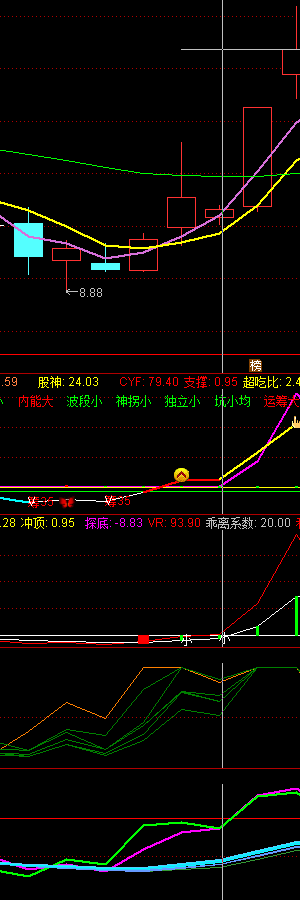 ←8.88
榜
.59 股神: 24.03 CYF: 79.40 支撑: 0.95 超吃比: 2.4
小 内能大 波段小 神拐小 独立小 坑小均 运筹大
.28 冲顶: 0.95 探底: -8.83 VR: 93.90 乖离系数: 20.00